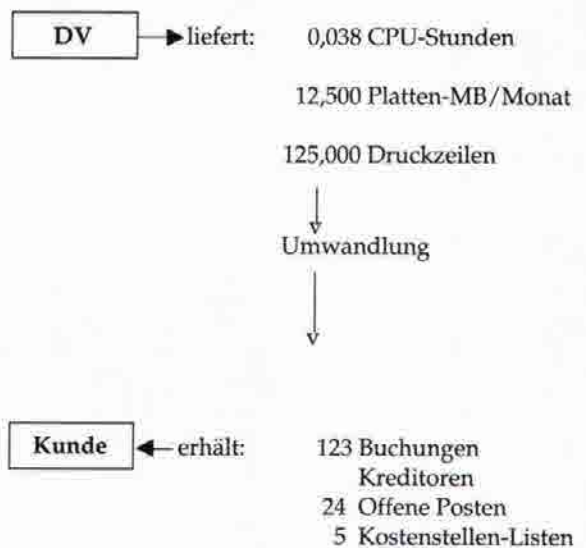 DV liefert: 0,038 CPU-Stunden
12,500 Platten-MB/Monat
125,000 Druckzeilen
v
Umwandlung
v
Kunde erhält: 123 Buchungen
Kreditoren
24 Offene Posten
5 Kostenstellen-Listen